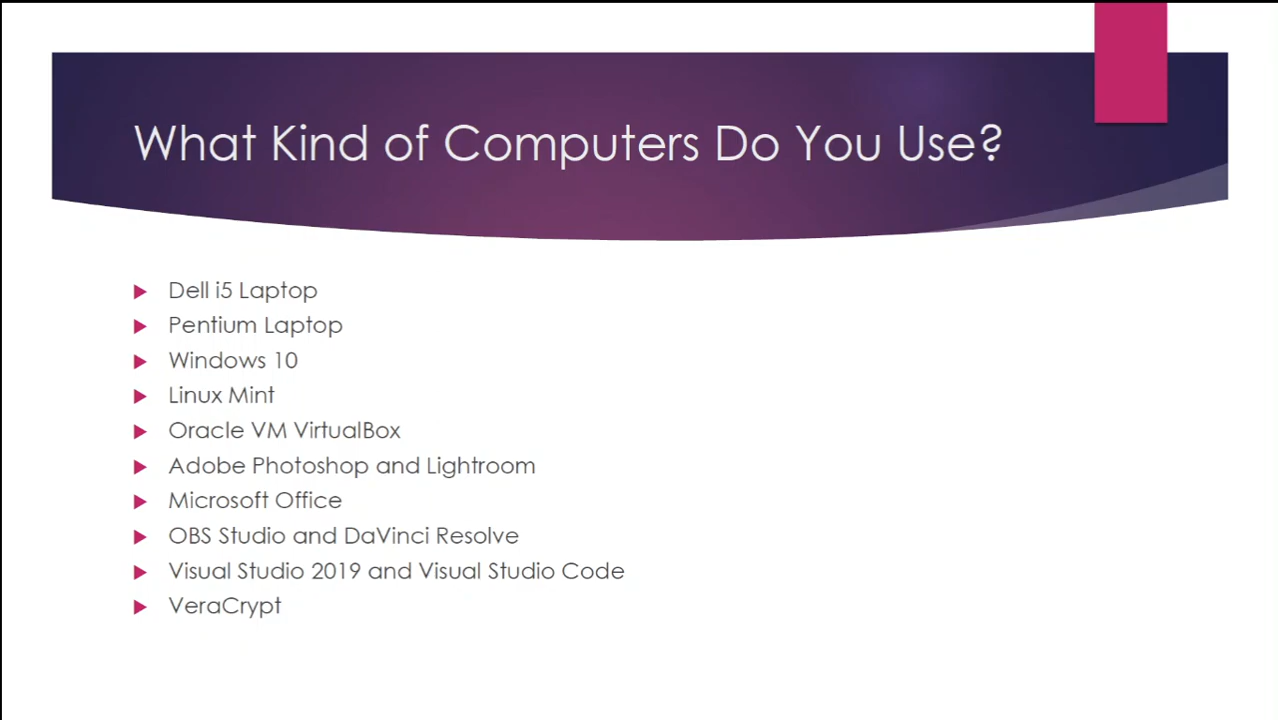 What Kind of Computers Do You Use?
Dell i5 Laptop
Pentium Laptop
Windows 10
Linux Mint
Oracle VM VirtualBox
Adobe Photoshop and Lightroom
Microsoft Office
OBS Studio and DaVinci Resolve
Visual Studio 2019 and Visual Studio Code
VeraCrypt